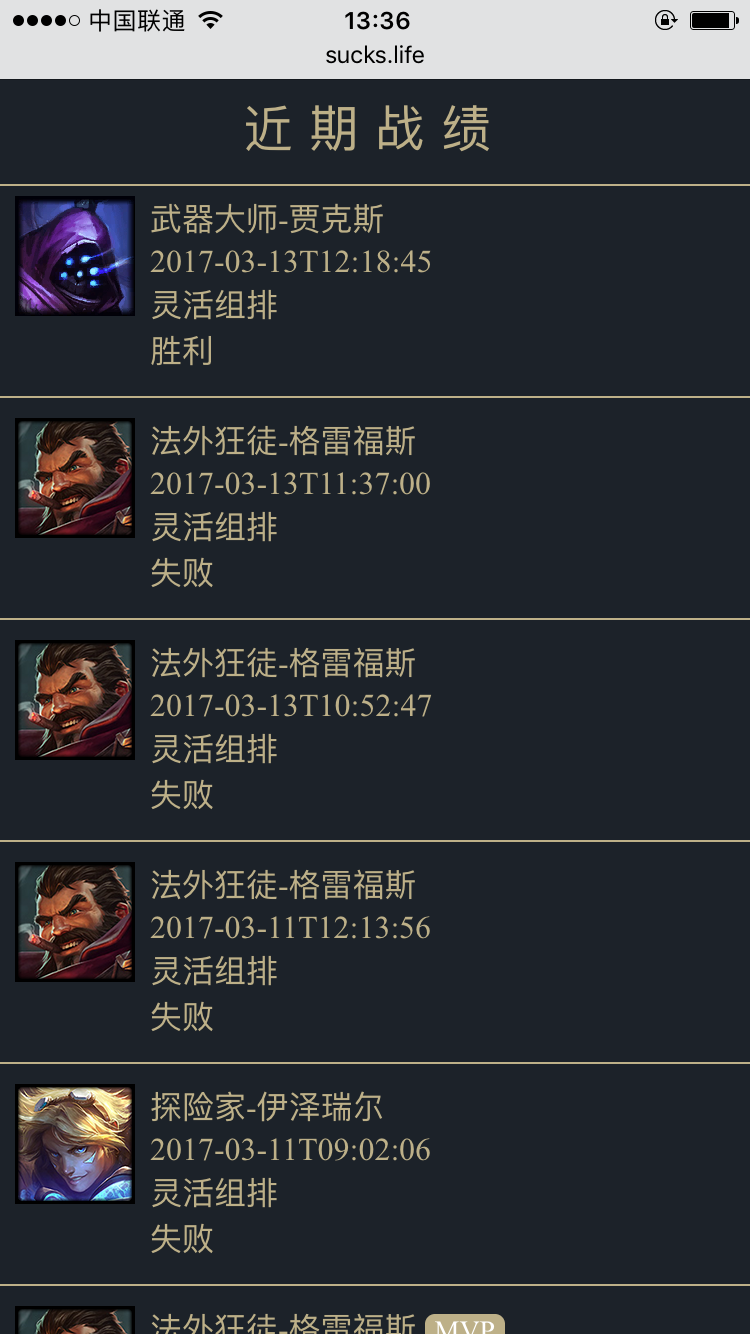 中国联通 13:36
sucks.life
近期战绩
武器大师-贾克斯
2017-03-13T12:18:45
灵活组排
胜利
法外狂徒-格雷福斯
2017-03-13T11:37:00
灵活组排
失败
法外狂徒-格雷福斯
2017-03-13T10:52:47
灵活组排
失败
法外狂徒-格雷福斯
2017-03-11T12:13:56
灵活组排
失败
探险家-伊泽瑞尔
2017-03-11T09:02:06
灵活组排
失败
法外狂徒-格雷福斯 MVP